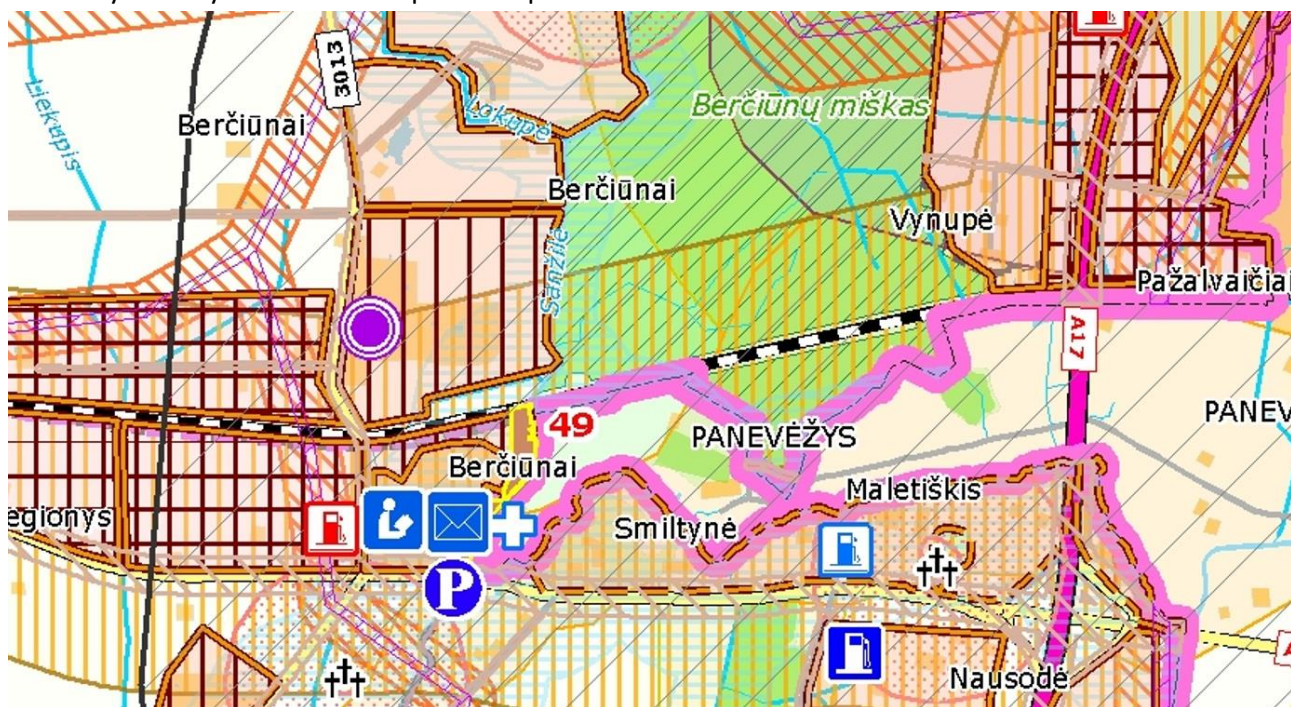 3013
Liekupis
Berčiūnai
Lokupė
Berčiūnų miškas
Berčiūnai
Vynupė
Sanžilė
Pažalvaičiai
A17
49
PANEV
PANEVĖŽYS
Berčiūnai
Maletiškis
egionys
Smiltynė
P
A
Nausodė